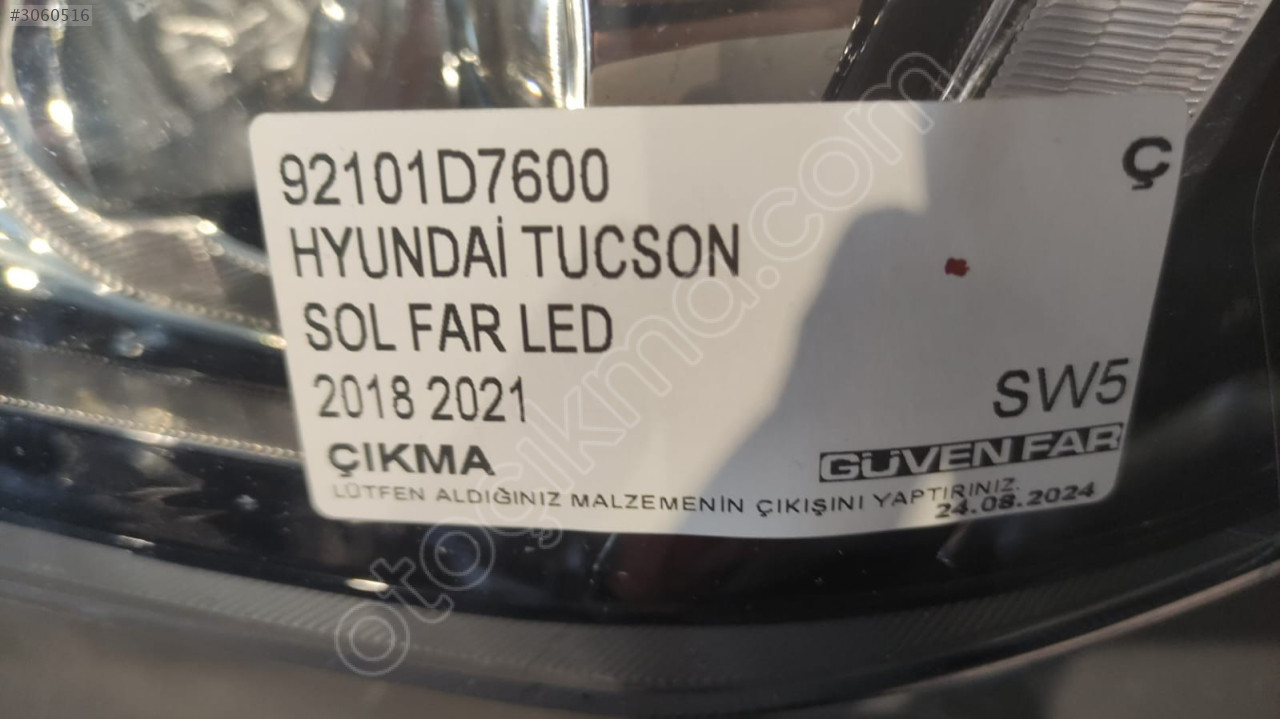 #3060516
92101D7600
Ç
HYUNDAİ TUCSON
SOL FAR LED
2018 2021
SW5
ÇIKMA
GÜVEN FAR
LÜTFEN ALDIĞINIZ MALZEMENİN ÇIKIŞINI YAPTIRINIZ.
24.08.2024
otoçıkma.com